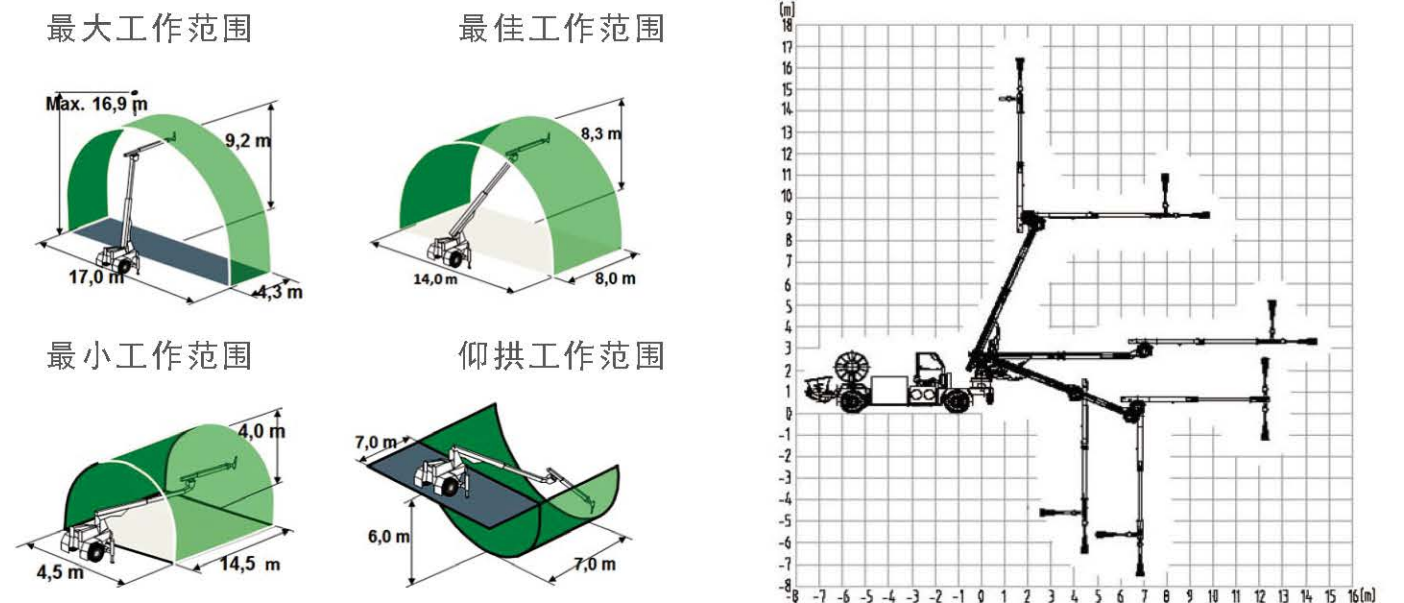 最大工作范围
Max. 16,9 m
9,2 m
17,0 m
4,3 m
最佳工作范围
8,3 m
14,0 m
8,0 m
最小工作范围
4,0 m
4,5 m
14,5 m
仰拱工作范围
7,0 m
6,0 m
7,0 m
[m]
18
17
16
15
14
13
12
11
10
9
8
7
6
5
4
3
2
1
0
-1
-2
-3
-4
-5
-6
-7
-8
-8 -7 -6 -5 -4 -3 -2 -1 0 1 2 3 4 5 6 7 8 9 10 11 12 13 14 15 16 [m]